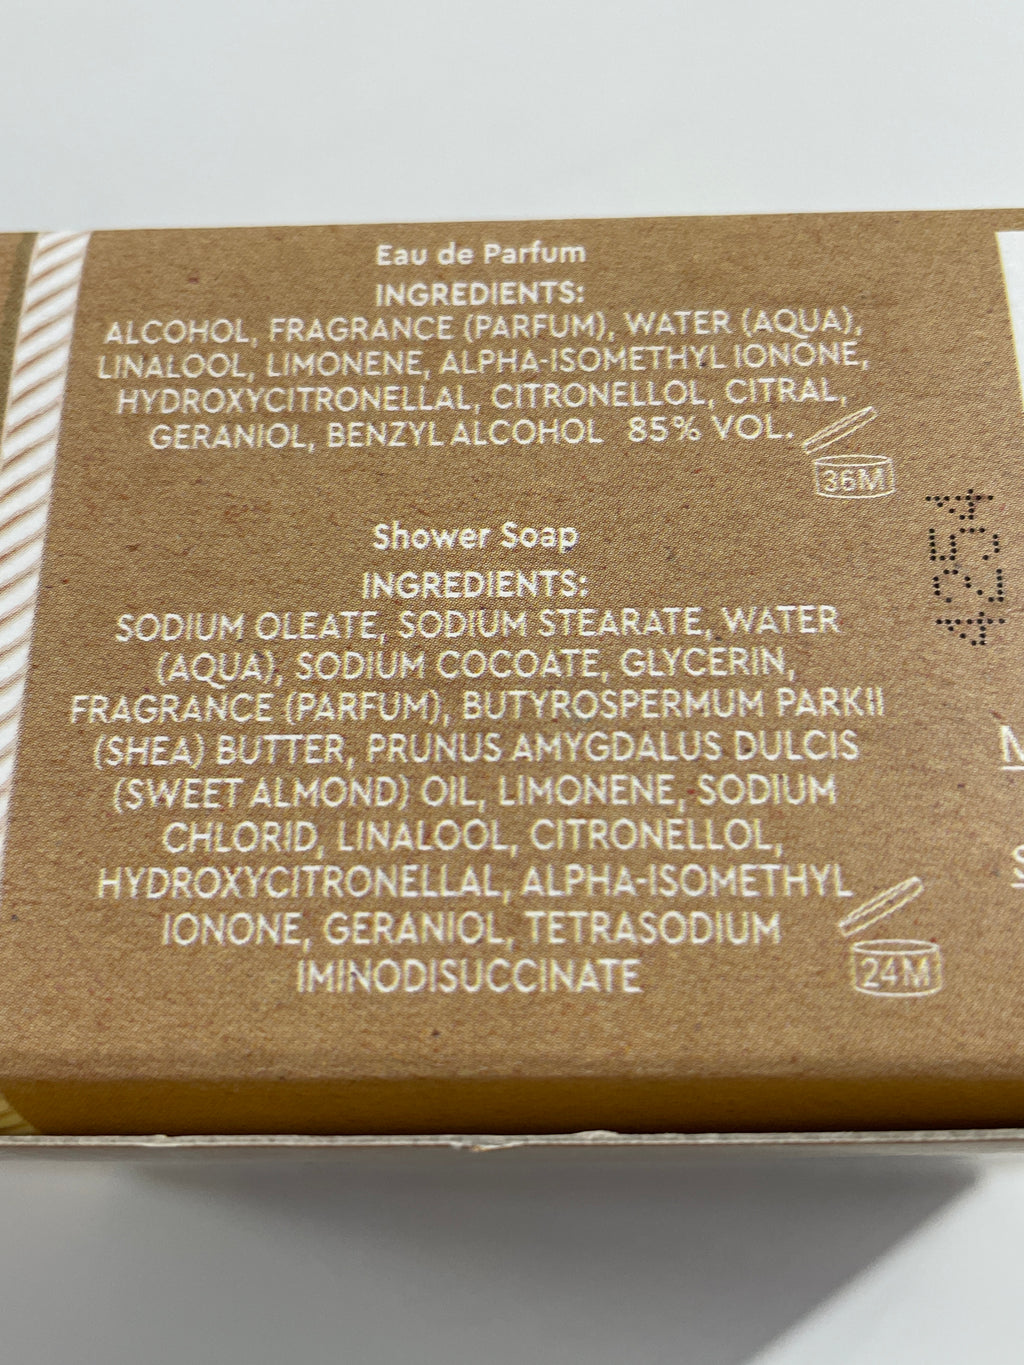 Eau de Parfum
INGREDIENTS:
ALCOHOL, FRAGRANCE (PARFUM), WATER (AQUA),
LINALOOL, LIMONENE, ALPHA-ISOMETHYL IONONE,
HYDROXYCITRONELLAL, CITRONELLOL, CITRAL,
GERANIOL, BENZYL ALCOHOL 85% VOL.
36M
Shower Soap
INGREDIENTS:
SODIUM OLEATE, SODIUM STEARATE, WATER
(AQUA), SODIUM COCOATE, GLYCERIN,
FRAGRANCE (PARFUM), BUTYROSPERMUM PARKII
(SHEA) BUTTER, PRUNUS AMYGDALUS DULCIS
(SWEET ALMOND) OIL, LIMONENE, SODIUM
CHLORID, LINALOOL, CITRONELLOL,
HYDROXYCITRONELLAL, ALPHA-ISOMETHYL
IONONE, GERANIOL, TETRASODIUM
IMINODISUCCINATE
24M
4254